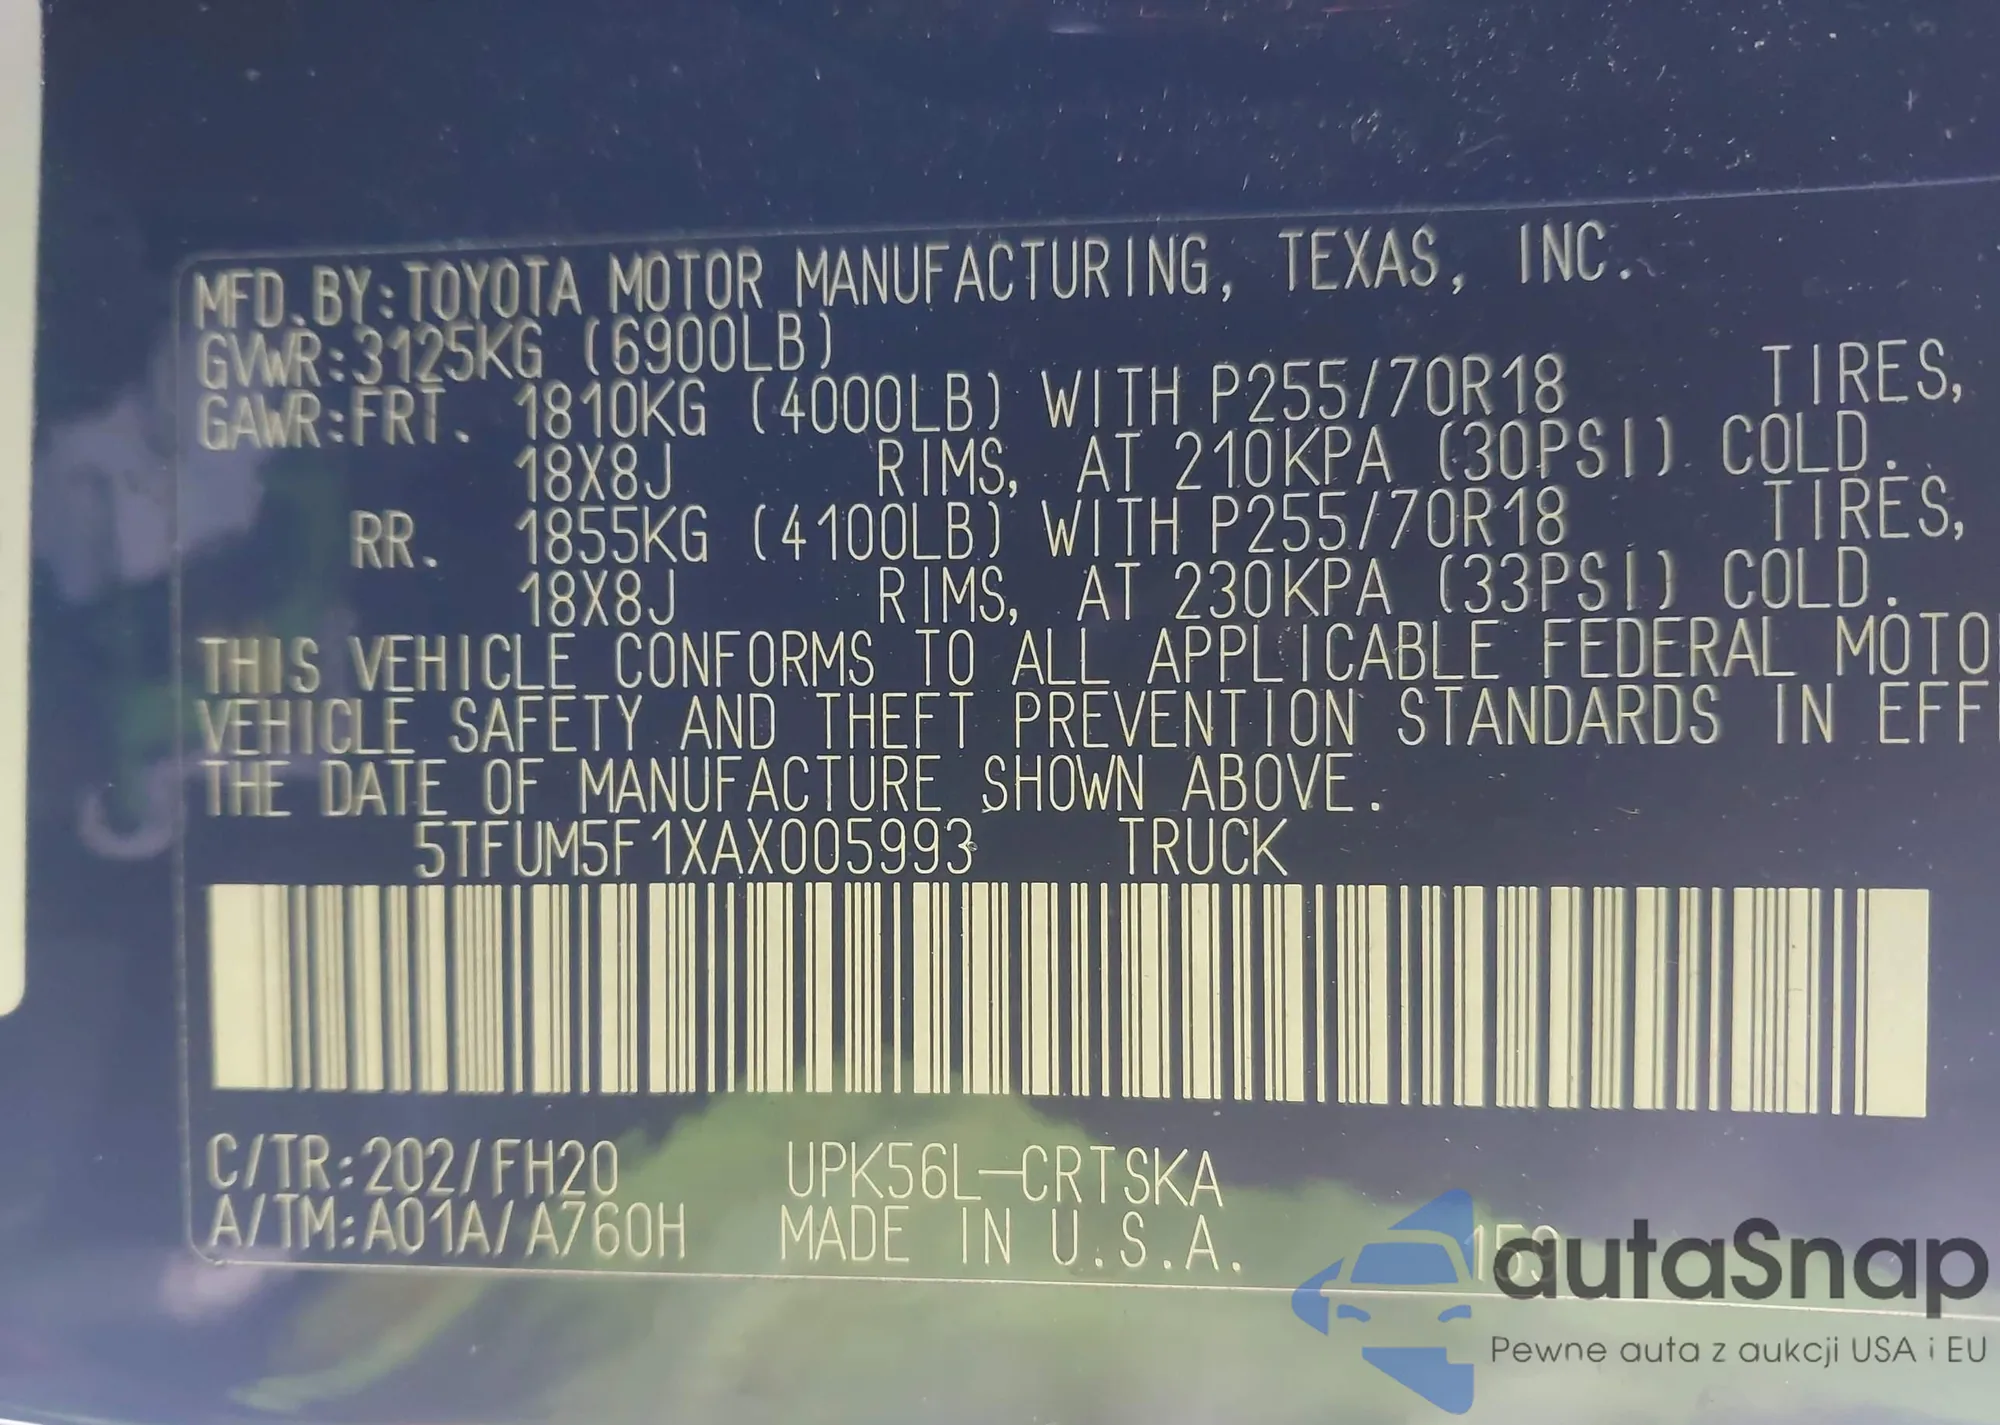 MFD.BY:TOYOTA MOTOR MANUFACTURING, TEXAS, INC.
GVWR:3125KG (6900LB)
GAWR:FRT. 1810KG (4000LB) WITH P255/70R18 TIRES,
18X8J RIMS, AT 210KPA (30PSI) COLD.
RR. 1855KG (4100LB) WITH P255/70R18 TIRES,
18X8J RIMS, AT 230KPA (33PSI) COLD.
THIS VEHICLE CONFORMS TO ALL APPLICABLE FEDERAL MOTO
VEHICLE SAFETY AND THEFT PREVENTION STANDARDS IN EFF
THE DATE OF MANUFACTURE SHOWN ABOVE.
5TFUM5F1XAX005993 TRUCK
C/TR:202/FH20 UPK56L-CRTSKA
A/TM:A01A/A760H MADE IN U.S.A. 159
autaSnap
Pewne auta z aukcji USA i EU